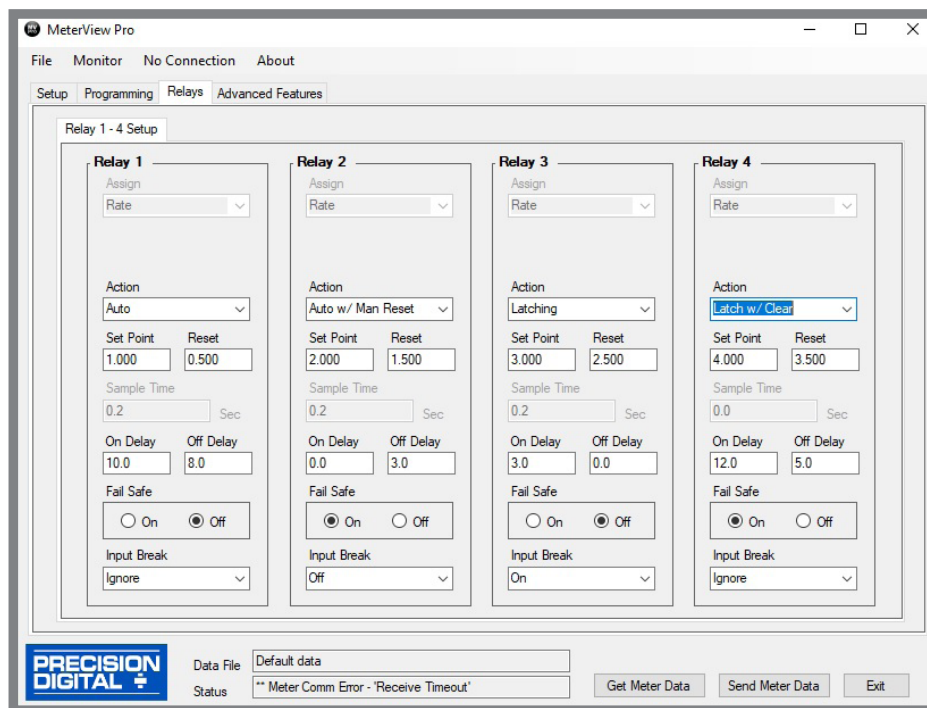 MeterView Pro
File Monitor No Connection About
Setup Programming Relays Advanced Features
Relay 1 - 4 Setup
Relay 1
Assign
Rate
Action
Auto
Set Point Reset
1.000 0.500
Sample Time
0.2 Sec
On Delay Off Delay
10.0 8.0
Fail Safe
On Off
Input Break
Ignore
Relay 2
Assign
Rate
Action
Auto w/ Man Reset
Set Point Reset
2.000 1.500
Sample Time
0.2 Sec
On Delay Off Delay
0.0 3.0
Fail Safe
On Off
Input Break
Off
Relay 3
Assign
Rate
Action
Latching
Set Point Reset
3.000 2.500
Sample Time
0.2 Sec
On Delay Off Delay
3.0 0.0
Fail Safe
On Off
Input Break
On
Relay 4
Assign
Rate
Action
Latch w/ Clear
Set Point Reset
4.000 3.500
Sample Time
0.0 Sec
On Delay Off Delay
12.0 5.0
Fail Safe
On Off
Input Break
Ignore
PRECISION
DIGITAL
Data File Default data
Status ** Meter Comm Error - 'Receive Timeout'
Get Meter Data Send Meter Data Exit